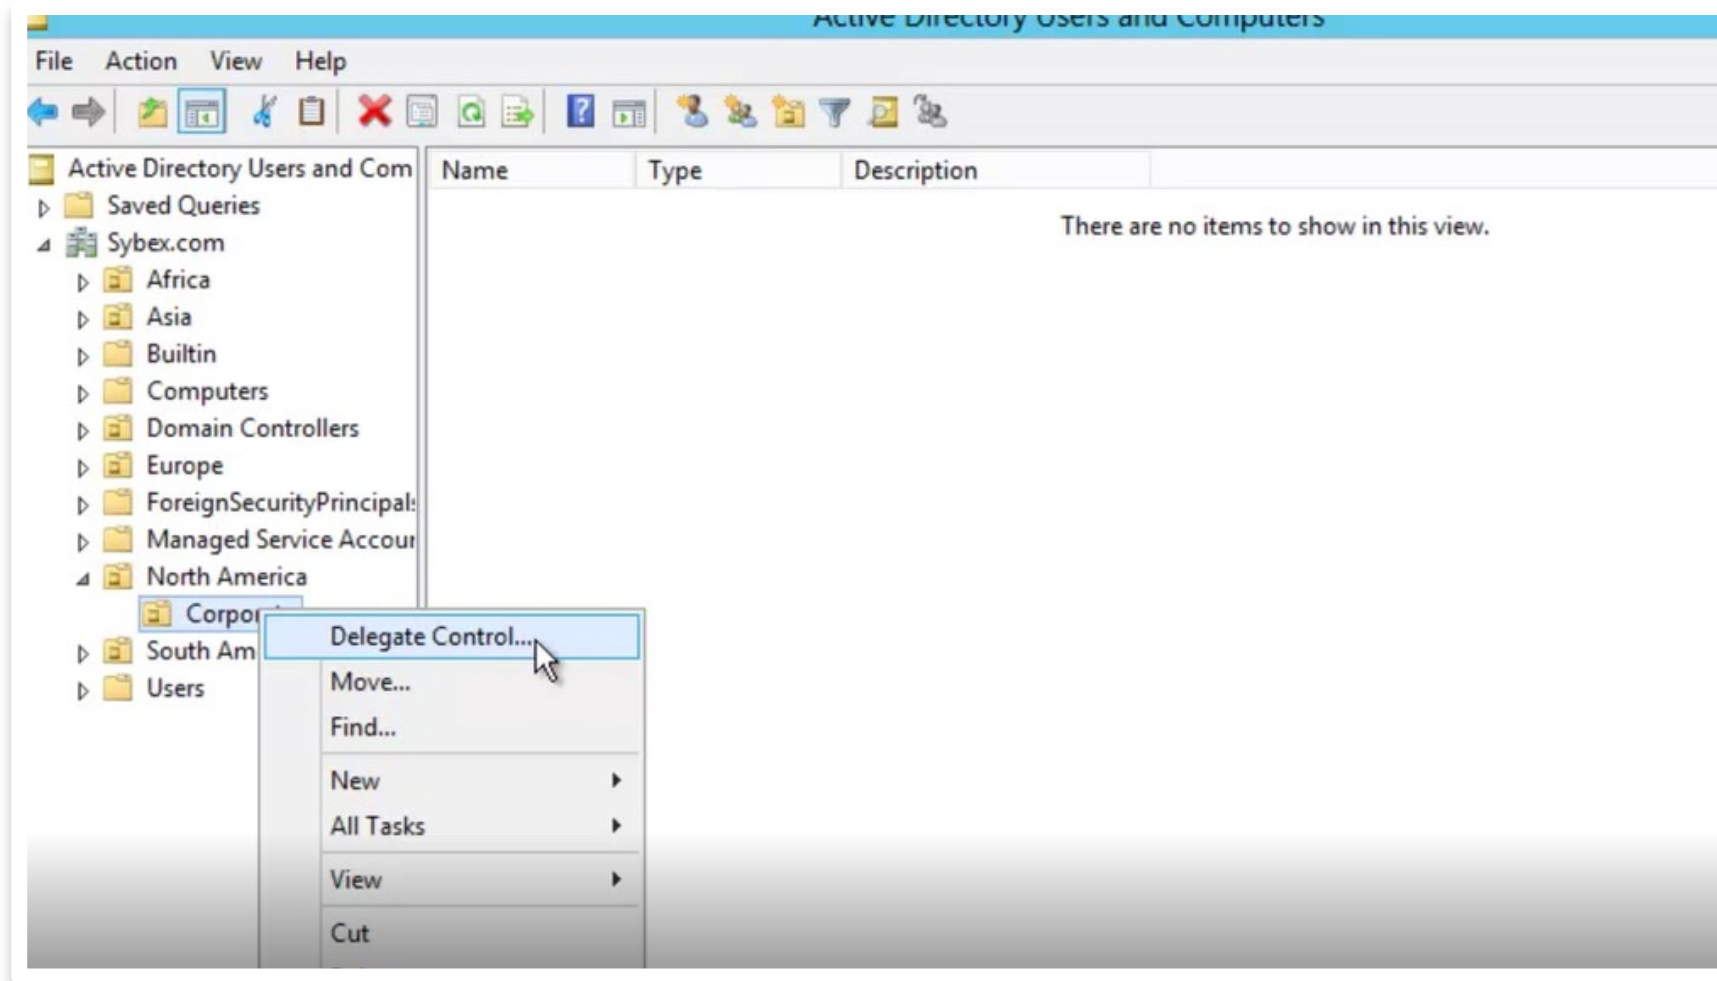 Active Directory Users and Computers
File Action View Help
Active Directory Users and Com
Name Type Description
Saved Queries
There are no items to show in this view.
Sybex.com
Africa
Asia
Builtin
Computers
Domain Controllers
Europe
ForeignSecurityPrincipals
Managed Service Accour
North America
Corpor
South Am
Users
Delegate Control...
Move...
Find...
New
All Tasks
View
Cut